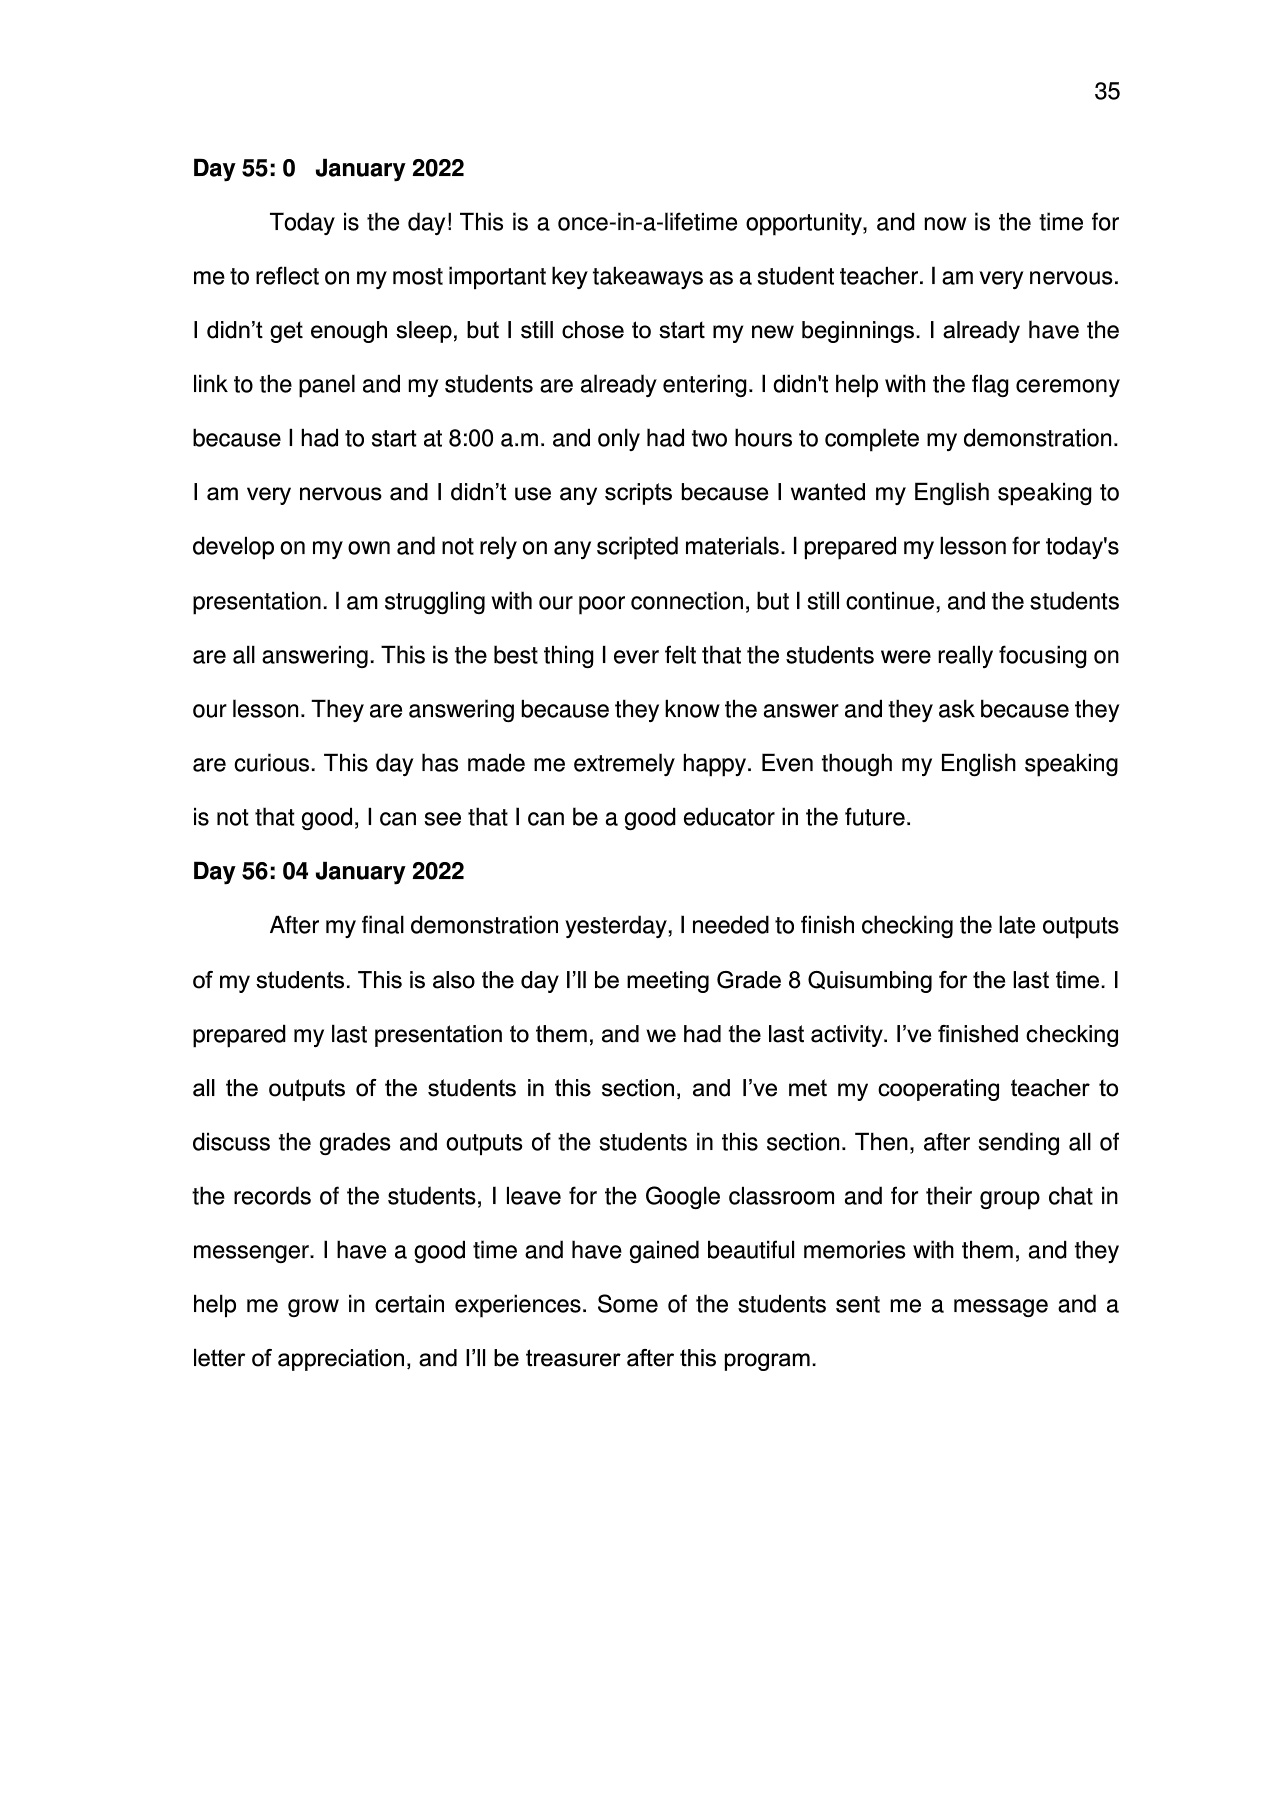 35
Day 55: 0   January 2022
Today is the day! This is a once-in-a-lifetime opportunity, and now is the time for
me to reflect on my most important key takeaways as a student teacher. I am very nervous.
I didn’t get enough sleep, but I still chose to start my new beginnings. I already have the
link to the panel and my students are already entering. I didn't help with the flag ceremony
because I had to start at 8:00 a.m. and only had two hours to complete my demonstration.
I am very nervous and I didn’t use any scripts because I wanted my English speaking to
develop on my own and not rely on any scripted materials. I prepared my lesson for today's
presentation. I am struggling with our poor connection, but I still continue, and the students
are all answering. This is the best thing I ever felt that the students were really focusing on
our lesson. They are answering because they know the answer and they ask because they
are curious. This day has made me extremely happy. Even though my English speaking
is not that good, I can see that I can be a good educator in the future.
Day 56: 04 January 2022
After my final demonstration yesterday, I needed to finish checking the late outputs
of my students. This is also the day I’ll be meeting Grade 8 Quisumbing for the last time. I
prepared my last presentation to them, and we had the last activity. I’ve finished checking
all the outputs of the students in this section, and I’ve met my cooperating teacher to
discuss the grades and outputs of the students in this section. Then, after sending all of
the records of the students, I leave for the Google classroom and for their group chat in
messenger. I have a good time and have gained beautiful memories with them, and they
help me grow in certain experiences. Some of the students sent me a message and a
letter of appreciation, and I’ll be treasurer after this program.